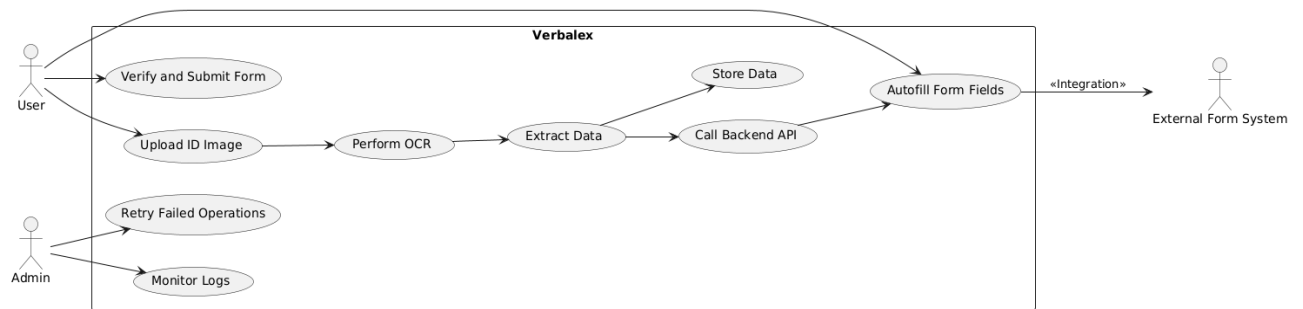 Verbalex
User
Verify and Submit Form
Upload ID Image
Perform OCR
Extract Data
Store Data
Call Backend API
Autofill Form Fields
«Integration»
External Form System
Admin
Retry Failed Operations
Monitor Logs